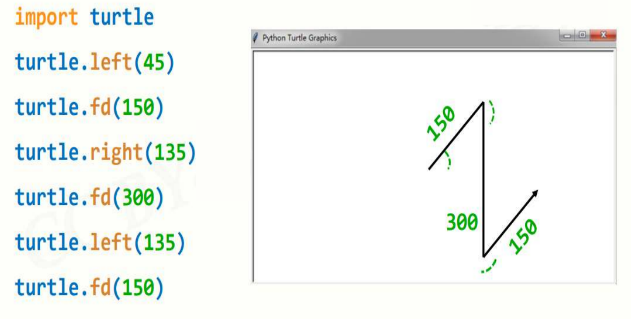 import turtle
turtle.left(45)
turtle.fd(150)
turtle.right(135)
turtle.fd(300)
turtle.left(135)
turtle.fd(150)
Python Turtle Graphics
150
300
150